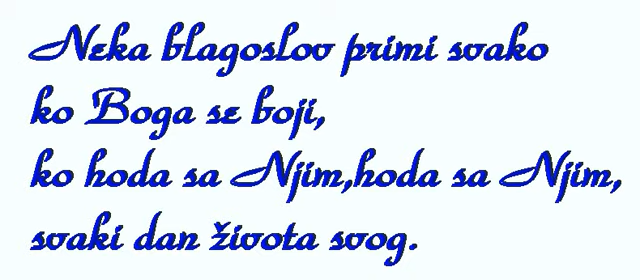 Neka blagoslov primi svako
ko Boga se boji,
ko hoda sa Njim,hoda sa Njim,
svaki dan života svog.